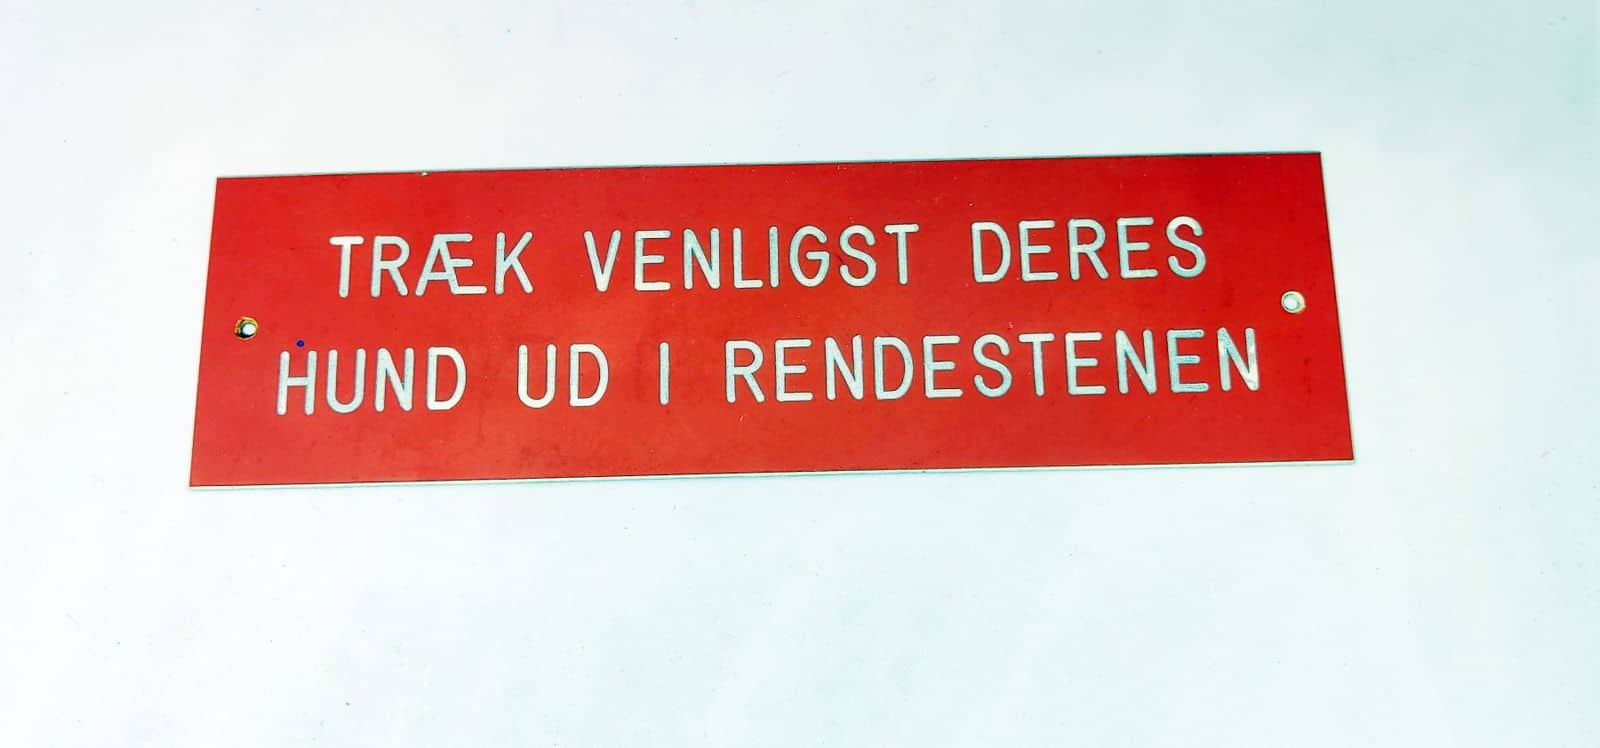 TRÆK VENLIGST DERES
HUND UD I RENDESTENEN